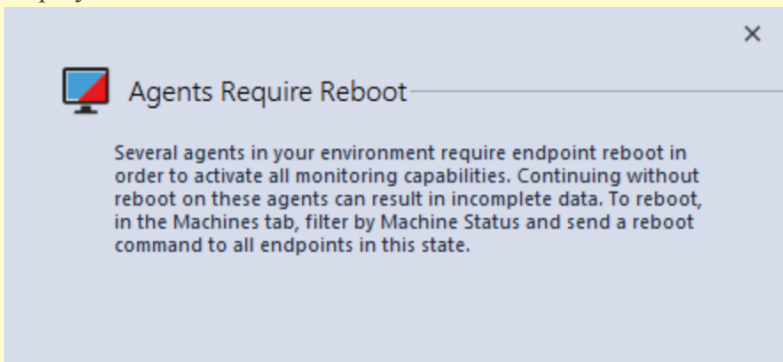 Agents Require Reboot
Several agents in your environment require endpoint reboot in
order to activate all monitoring capabilities. Continuing without
reboot on these agents can result in incomplete data. To reboot,
in the Machines tab, filter by Machine Status and send a reboot
command to all endpoints in this state.